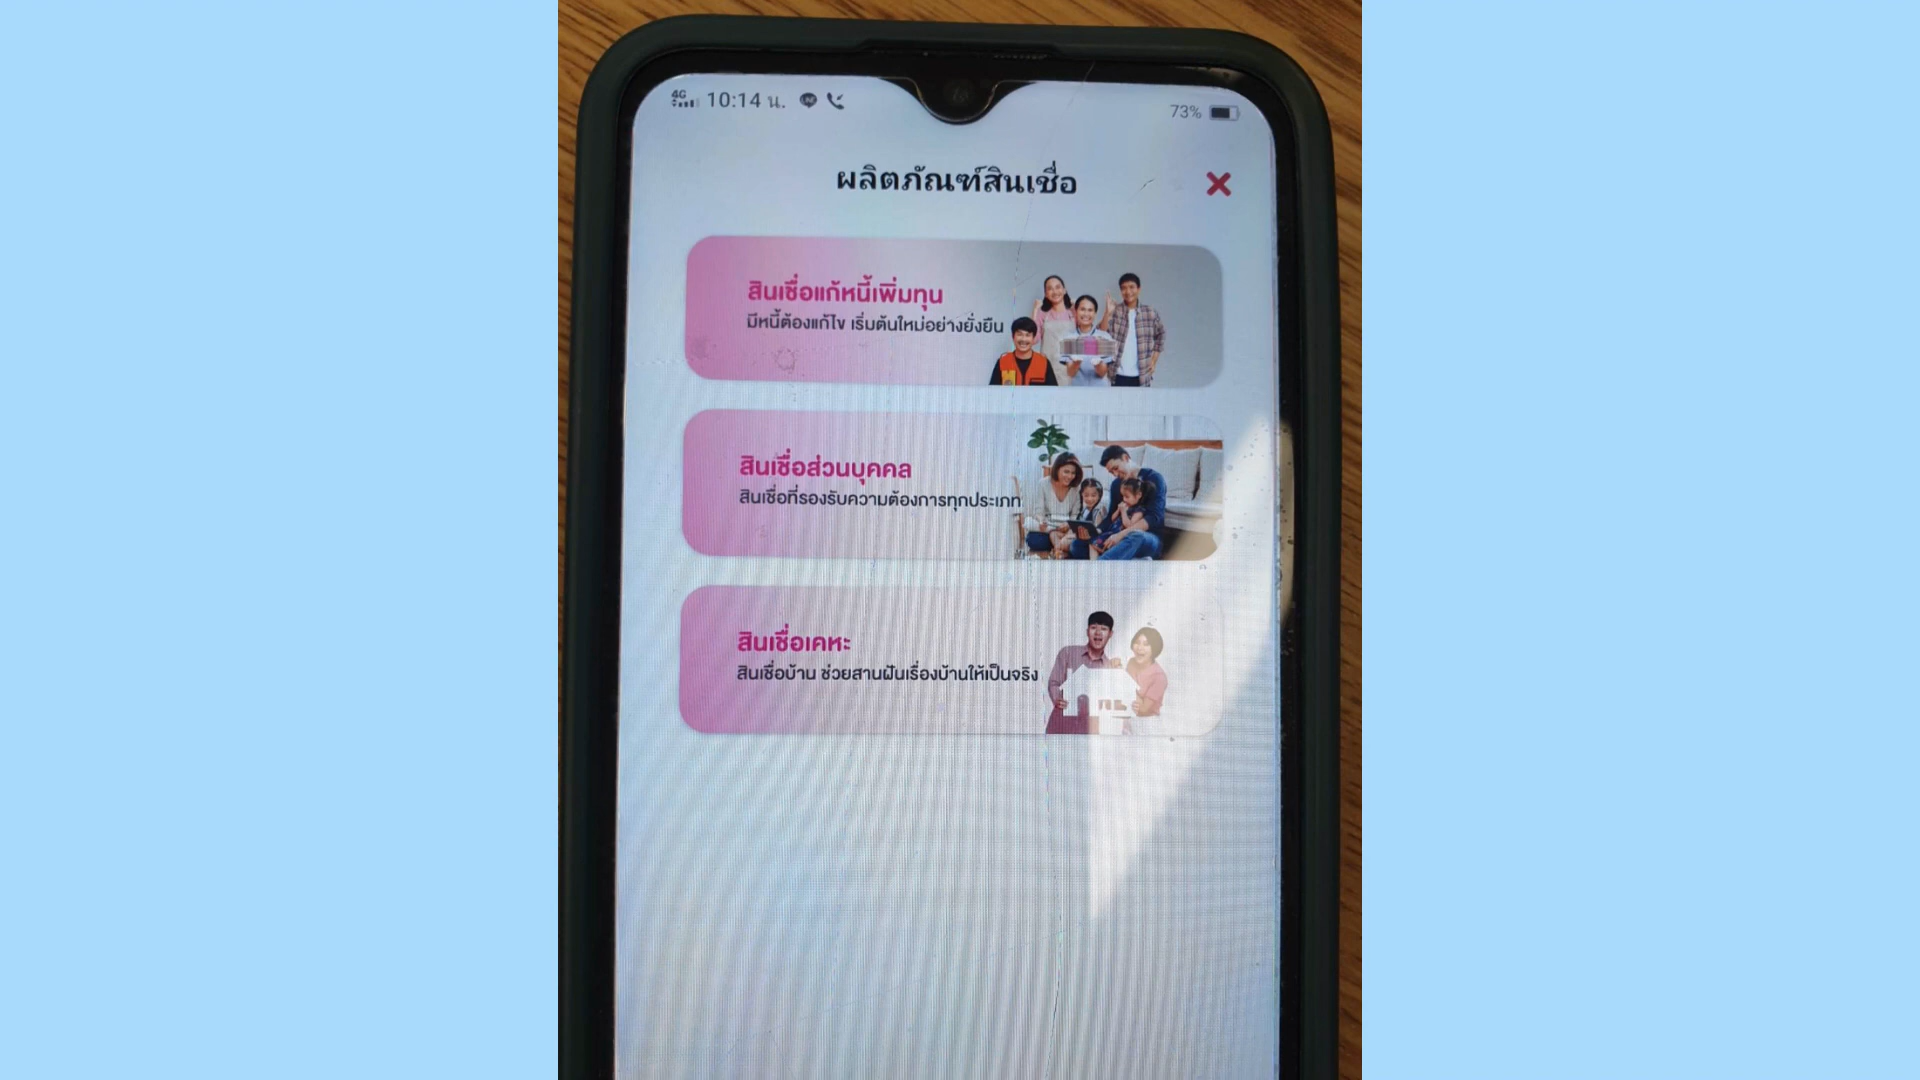 4G 10:14 น.
73%
ผลิตภัณฑ์สินเชื่อ
สินเชื่อแก้หนี้เพิ่มทุน
มีหนี้ต้องแก้ไข เริ่มต้นใหม่อย่างยั่งยืน
สินเชื่อส่วนบุคคล
สินเชื่อที่รองรับความต้องการทุกประเภท
สินเชื่อเคหะ
สินเชื่อบ้าน ช่วยสานฝันเรื่องบ้านให้เป็นจริง